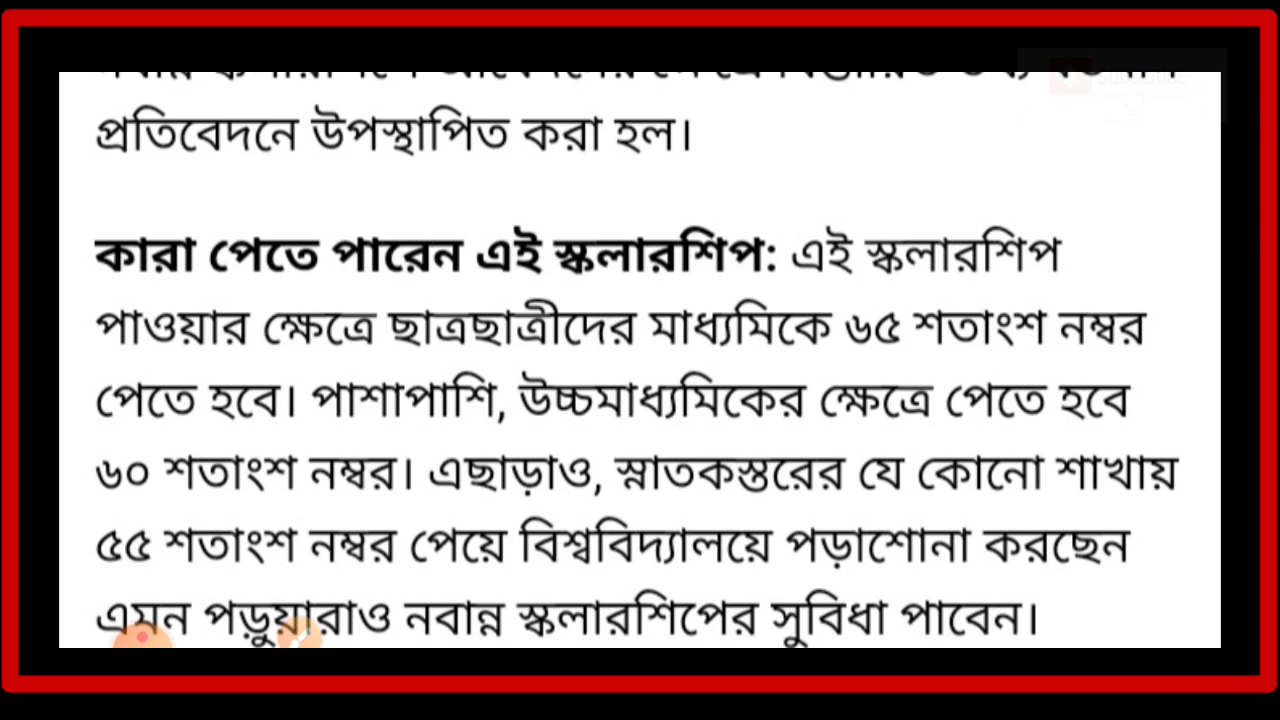 প্রতিবেদনে উপস্থাপিত করা হল।
কারা পেতে পারেন এই স্কলারশিপ: এই স্কলারশিপ
পাওয়ার ক্ষেত্রে ছাত্রছাত্রীদের মাধ্যমিকে ৬৫ শতাংশ নম্বর
পেতে হবে। পাশাপাশি, উচ্চমাধ্যমিকের ক্ষেত্রে পেতে হবে
৬০ শতাংশ নম্বর। এছাড়াও, স্নাতকস্তরের যে কোনো শাখায়
৫৫ শতাংশ নম্বর পেয়ে বিশ্ববিদ্যালয়ে পড়াশোনা করছেন
এমন পড়ুয়ারাও নবান্ন স্কলারশিপের সুবিধা পাবেন।